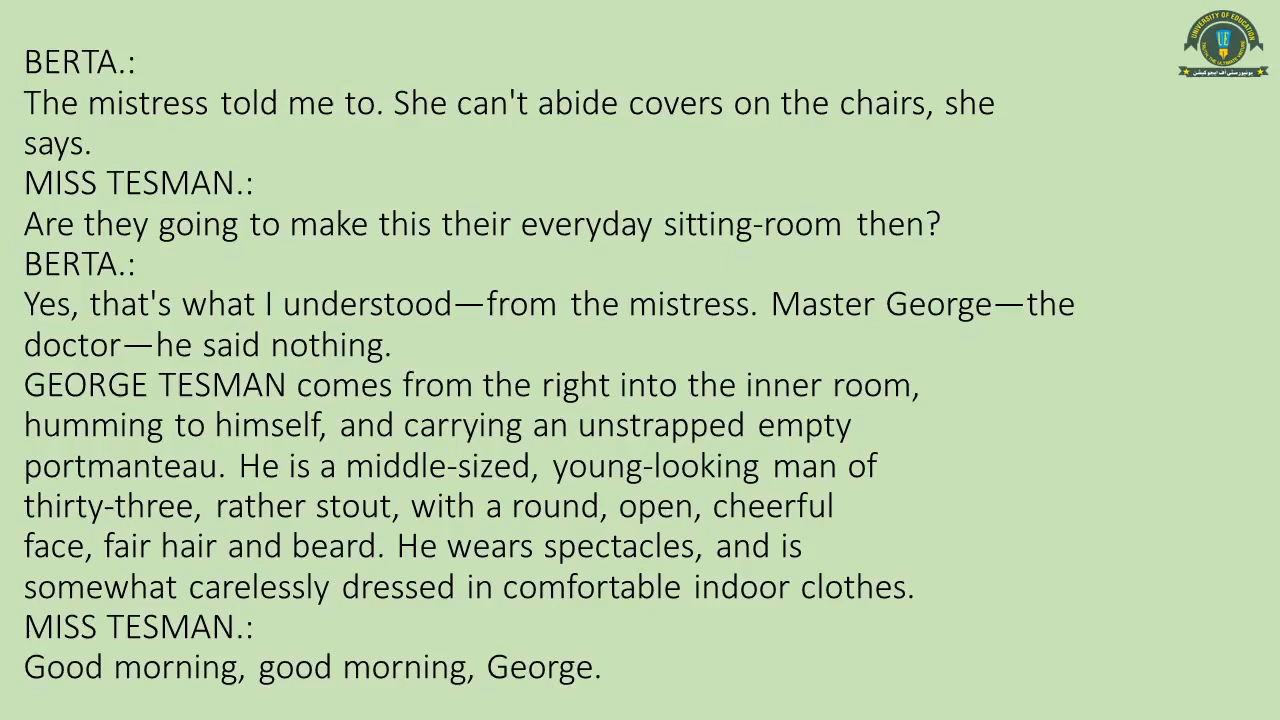 UNIVERSITY OF EDUCATION
UE
BERTA.:
The mistress told me to. She can't abide covers on the chairs, she
says.
MISS TESMAN.:
Are they going to make this their everyday sitting-room then?
BERTA.:
Yes, that's what I understood—from the mistress. Master George—the
doctor—he said nothing.
GEORGE TESMAN comes from the right into the inner room,
humming to himself, and carrying an unstrapped empty
portmanteau. He is a middle-sized, young-looking man of
thirty-three, rather stout, with a round, open, cheerful
face, fair hair and beard. He wears spectacles, and is
somewhat carelessly dressed in comfortable indoor clothes.
MISS TESMAN.:
Good morning, good morning, George.